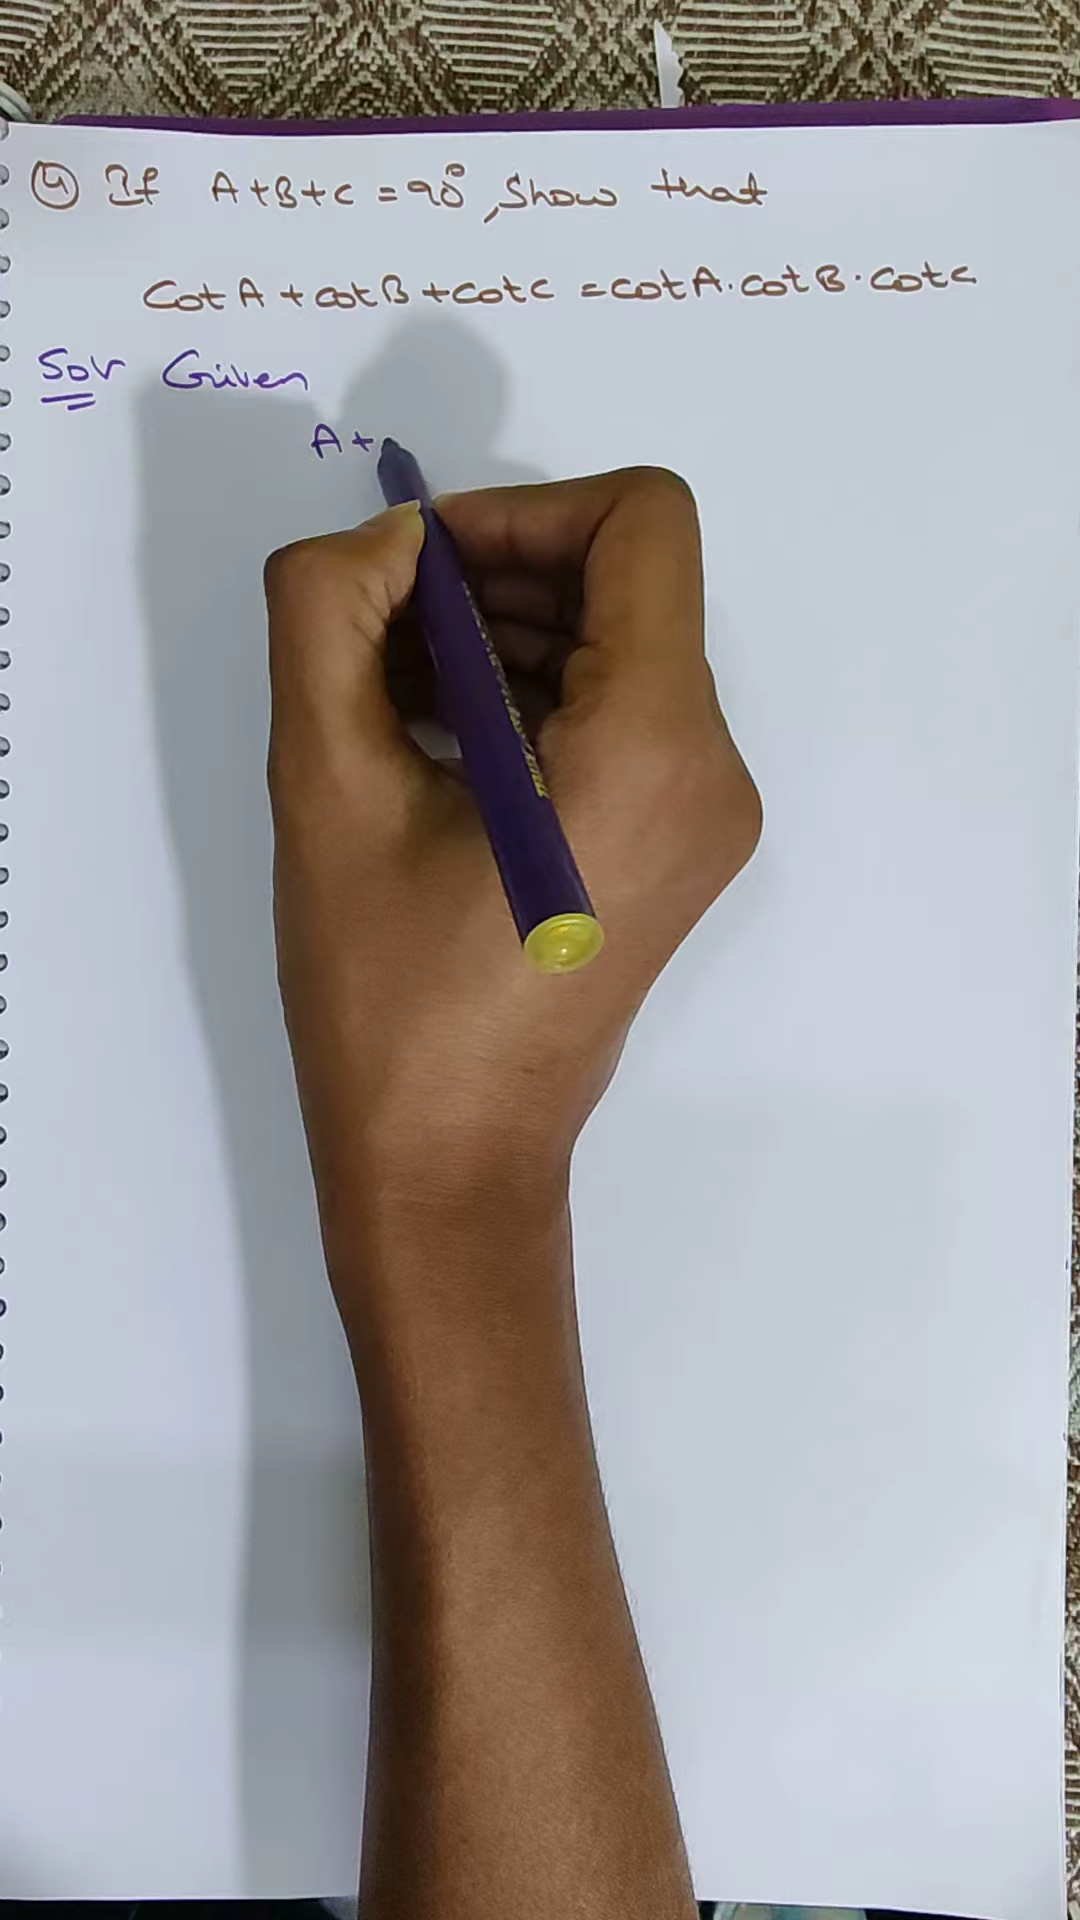 ④ If A+B+C = 90°, Show that
Cot A + cot B + cot C = cot A . cot B . cot C
Sol Given
A +